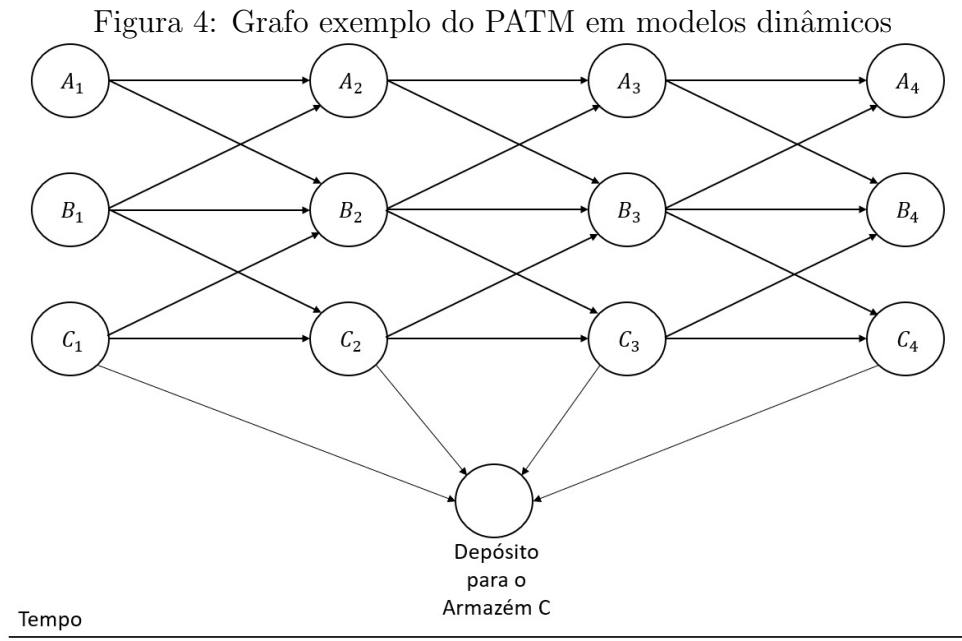 Figura 4: Grafo exemplo do PATM em modelos dinâmicos
A₁ A₂ A₃ A₄
B₁ B₂ B₃ B₄
C₁ C₂ C₃ C₄
Depósito
para o
Armazém C
Tempo